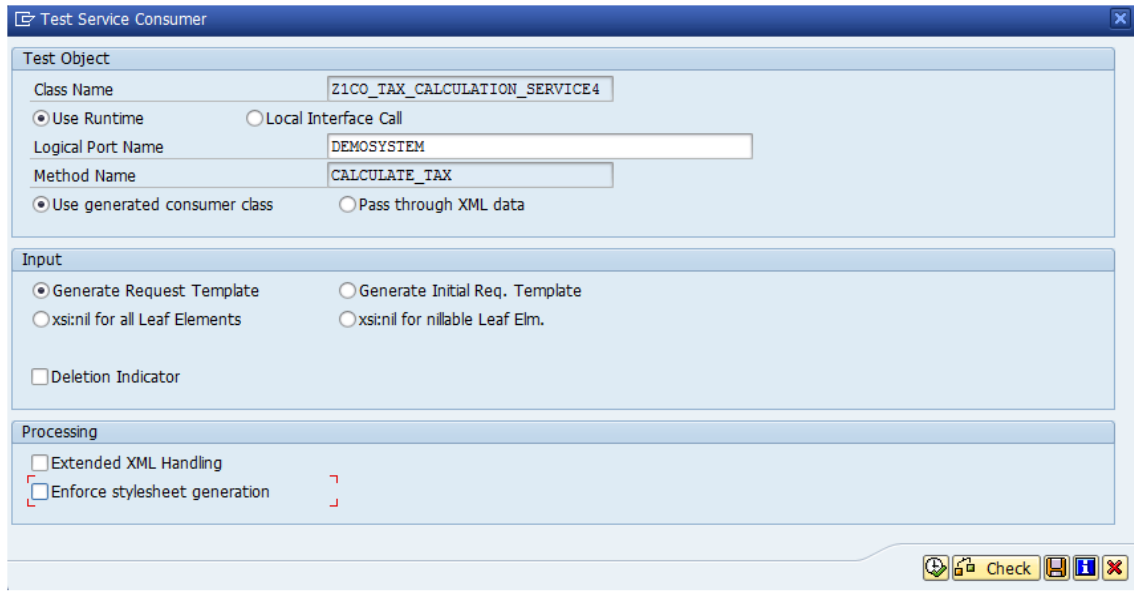 Test Service Consumer
Test Object
Class Name Z1CO_TAX_CALCULATION_SERVICE4
Use Runtime Local Interface Call
Logical Port Name DEMOSYSTEM
Method Name CALCULATE_TAX
Use generated consumer class Pass through XML data
Input
Generate Request Template Generate Initial Req. Template
xsi:nil for all Leaf Elements xsi:nil for nillable Leaf Elm.
Deletion Indicator
Processing
Extended XML Handling
Enforce stylesheet generation
Check